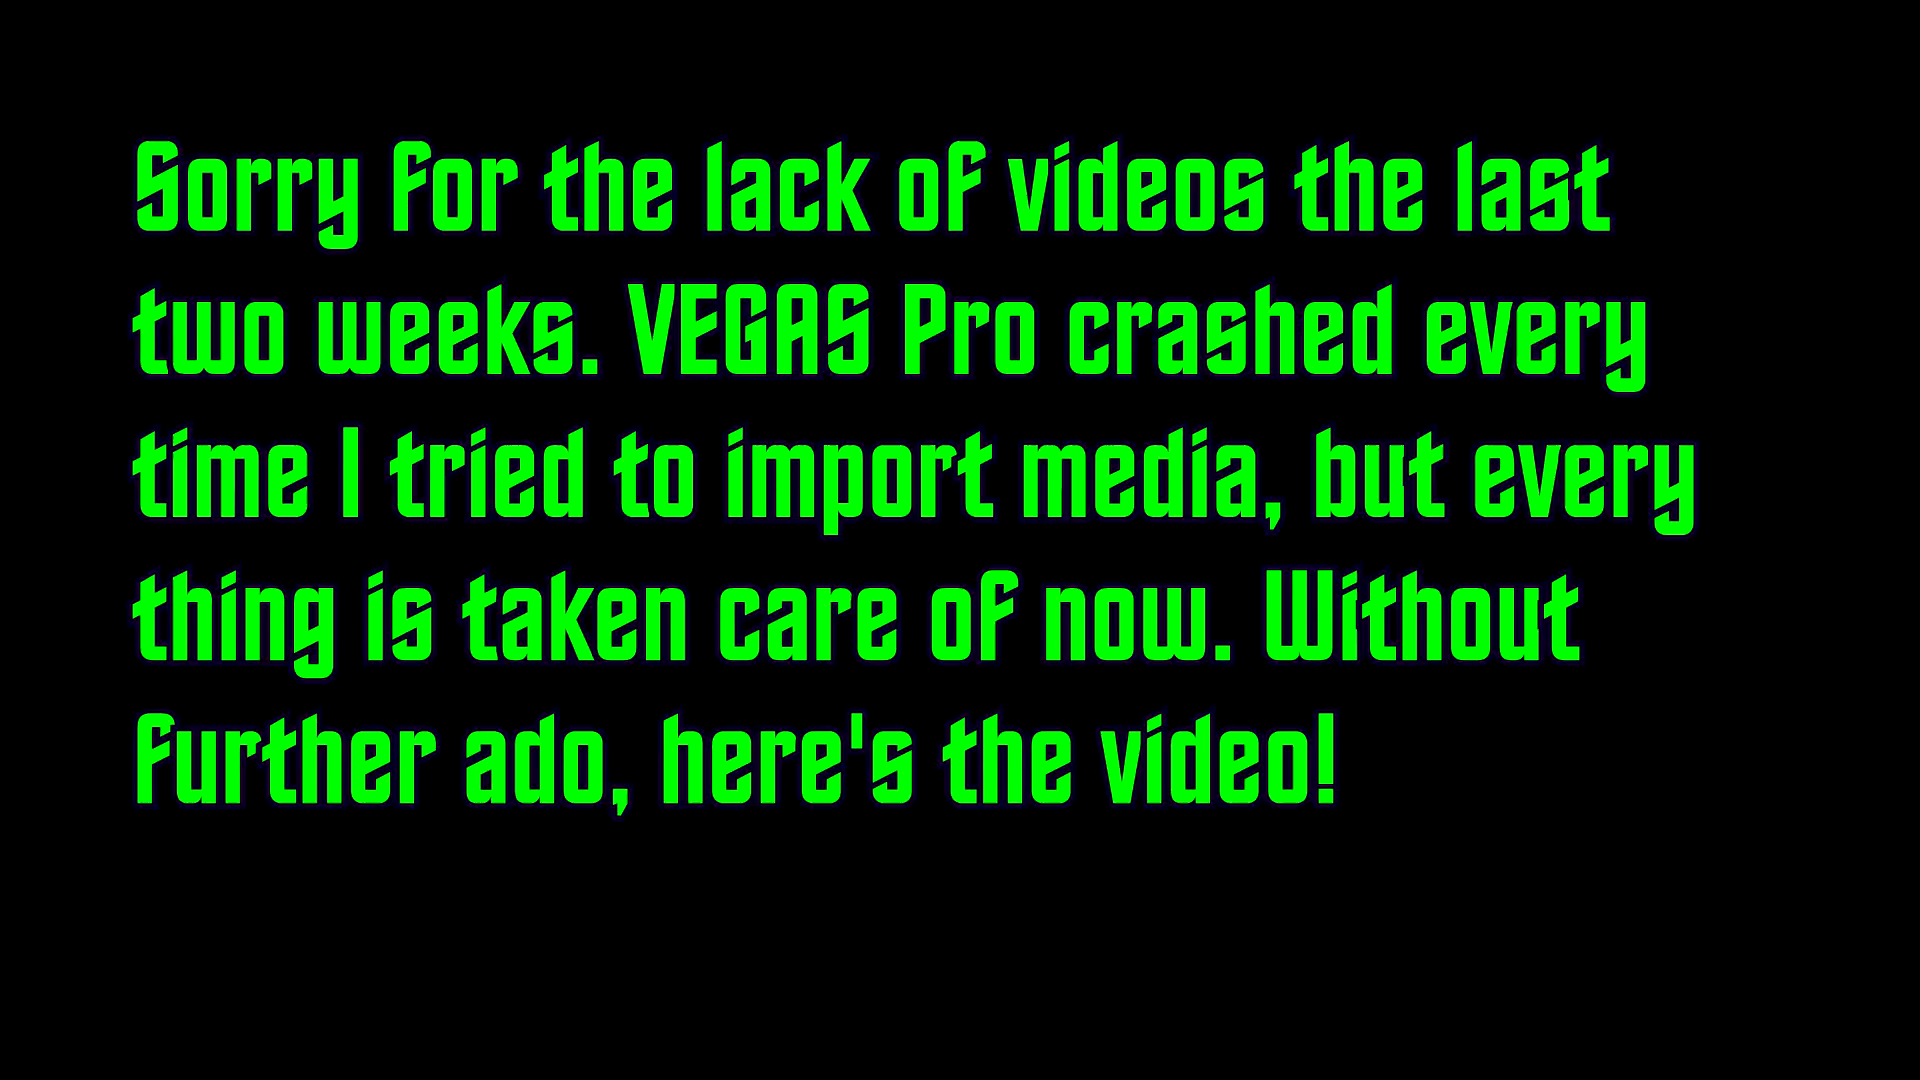 Sorry for the lack of videos the last
two weeks. VEGAS Pro crashed every
time I tried to import media, but every
thing is taken care of now. Without
further ado, here's the video!